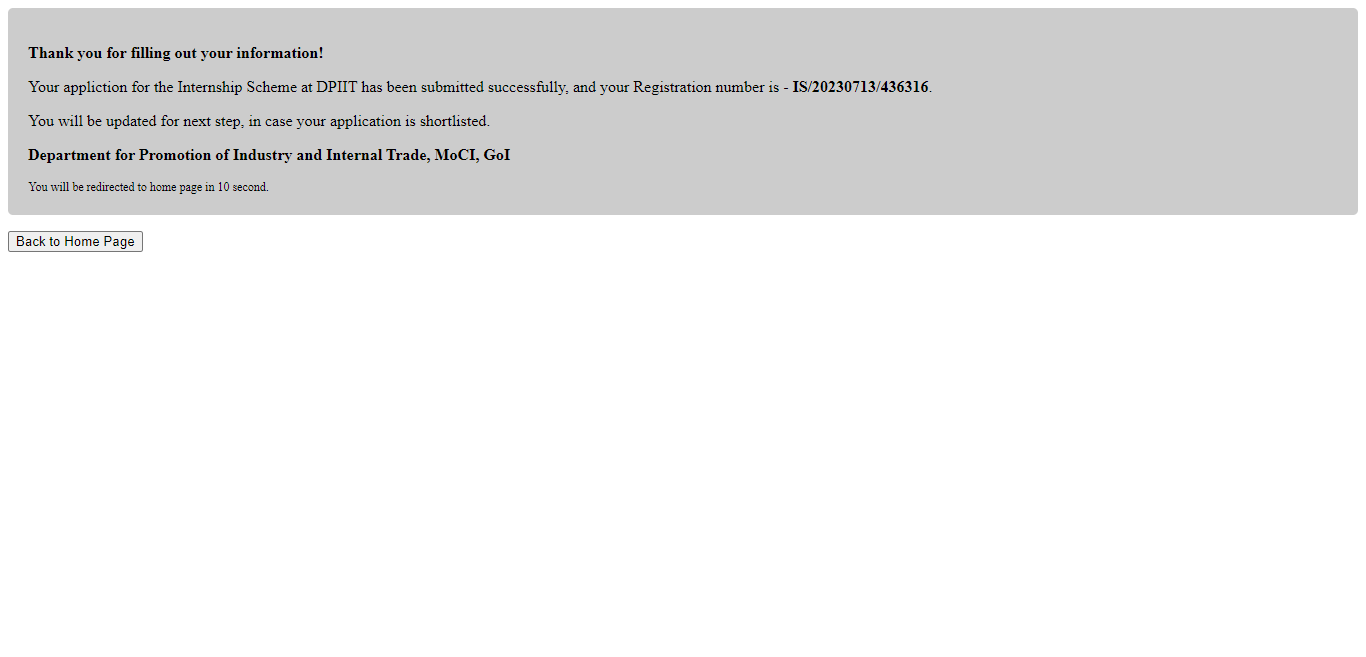 Thank you for filling out your information!
Your appliction for the Internship Scheme at DPIIT has been submitted successfully, and your Registration number is - IS/20230713/436316.
You will be updated for next step, in case your application is shortlisted.
Department for Promotion of Industry and Internal Trade, MoCI, GoI
You will be redirected to home page in 10 second.
Back to Home Page